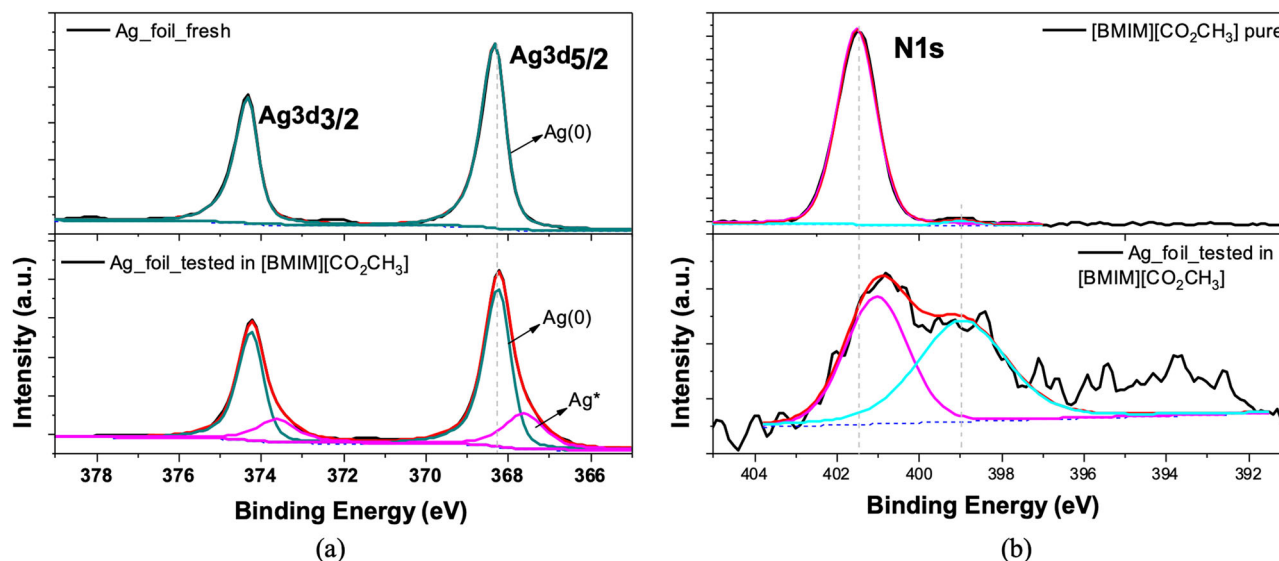 Ag_foil_fresh
Ag3d5/2
Ag3d3/2
Ag(0)
Ag_foil_tested in [BMIM][CO2CH3]
Ag(0)
Ag*
Intensity (a.u.)
378 376 374 372 370 368 366
Binding Energy (eV)
(a)
[BMIM][CO2CH3] pure
N1s
Ag_foil_tested in
[BMIM][CO2CH3]
Intensity (a.u.)
404 402 400 398 396 394 392
Binding Energy (eV)
(b)